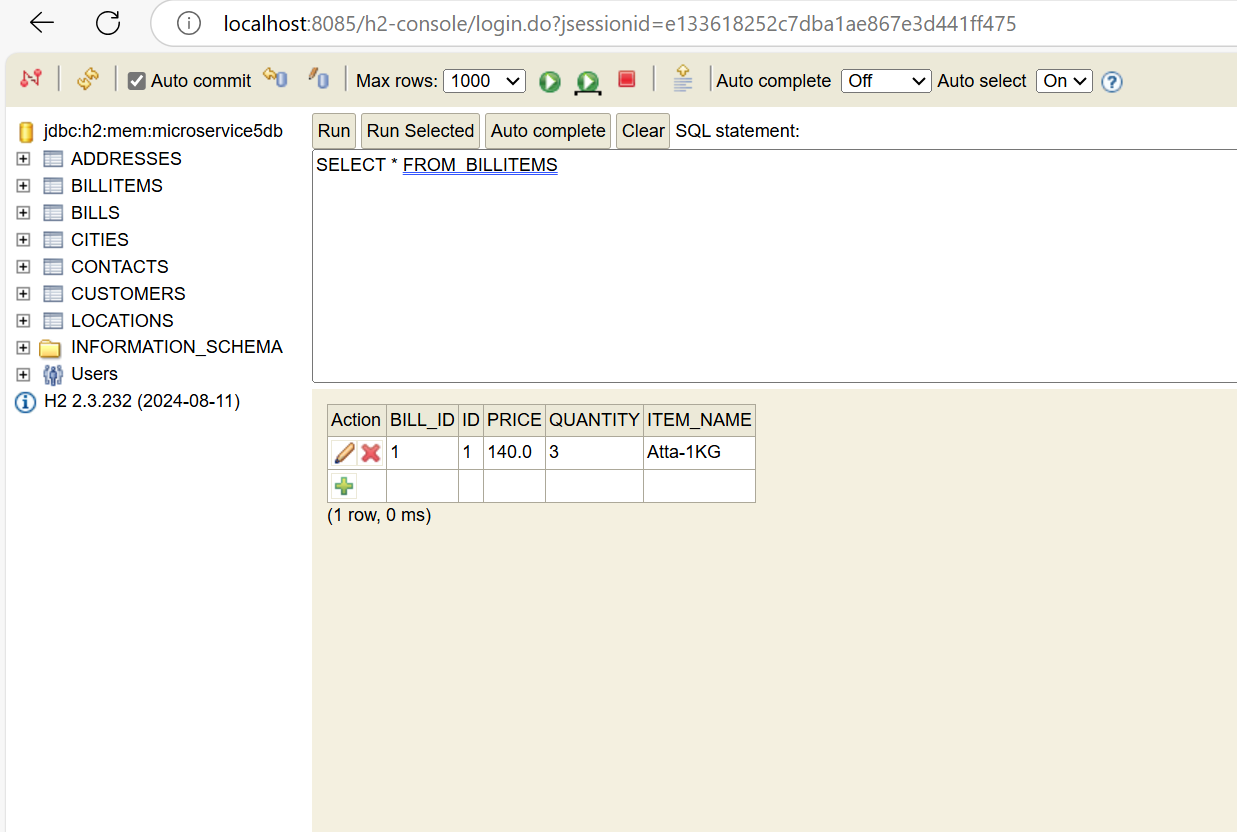 localhost:8085/h2-console/login.do?jsessionid=e133618252c7dba1ae867e3d441ff475
Auto commit Max rows: 1000 Auto complete Off Auto select On
jdbc:h2:mem:microservice5db
ADDRESSES
BILLITEMS
BILLS
CITIES
CONTACTS
CUSTOMERS
LOCATIONS
INFORMATION_SCHEMA
Users
H2 2.3.232 (2024-08-11)
Run Run Selected Auto complete Clear SQL statement:
SELECT * FROM BILLITEMS
Action BILL_ID ID PRICE QUANTITY ITEM_NAME
1 1 140.0 3 Atta-1KG
(1 row, 0 ms)